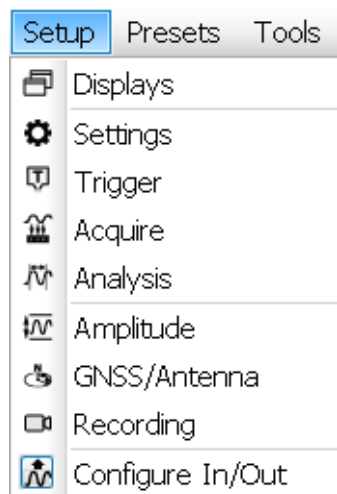 Setup Presets Tools
Displays
Settings
Trigger
Acquire
Analysis
Amplitude
GNSS/Antenna
Recording
Configure In/Out